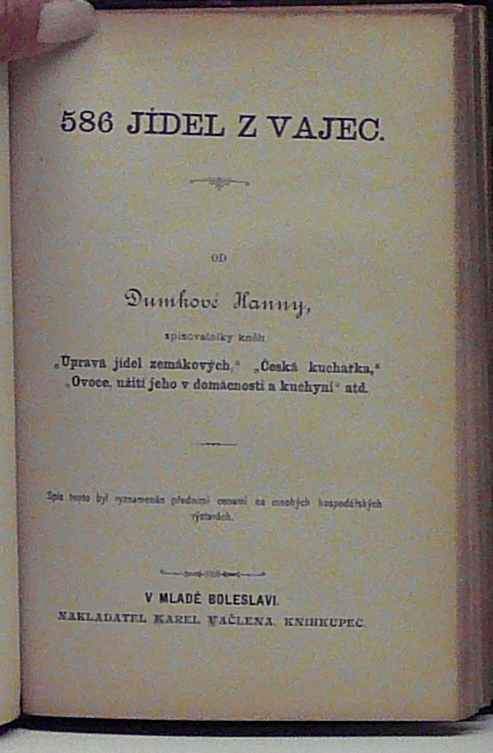 586 JÍDEL Z VAJEC.
OD
Dumkové Hanny,
spisovatelky kněh
„Úprava jídel zemákových,“ „Česká kuchařka,“
„Ovoce, užití jeho v domácnosti a kuchyni“ atd.
Spis tento byl vyznamenán předními cenami na mnohých hospodářských
výstavách.
V MLADÉ BOLESLAVI.
NAKLADATEL KAREL VAČLENA, KNIHKUPEC.